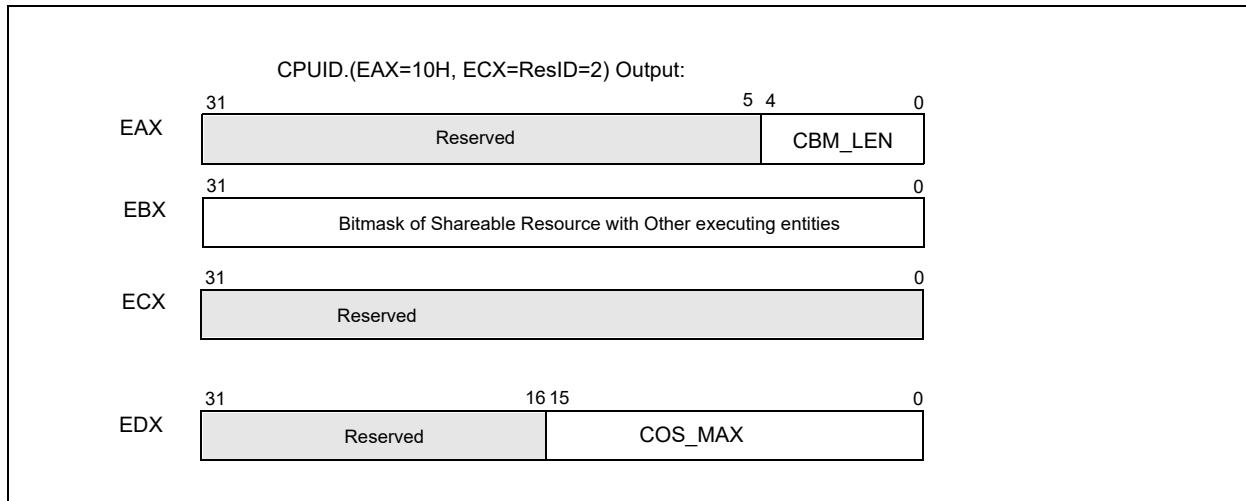 CPUID.(EAX=10H, ECX=ResID=2) Output:
31 5 4 0
EAX Reserved CBM_LEN
31 0
EBX Bitmask of Shareable Resource with Other executing entities
31 0
ECX Reserved
31 16 15 0
EDX Reserved COS_MAX